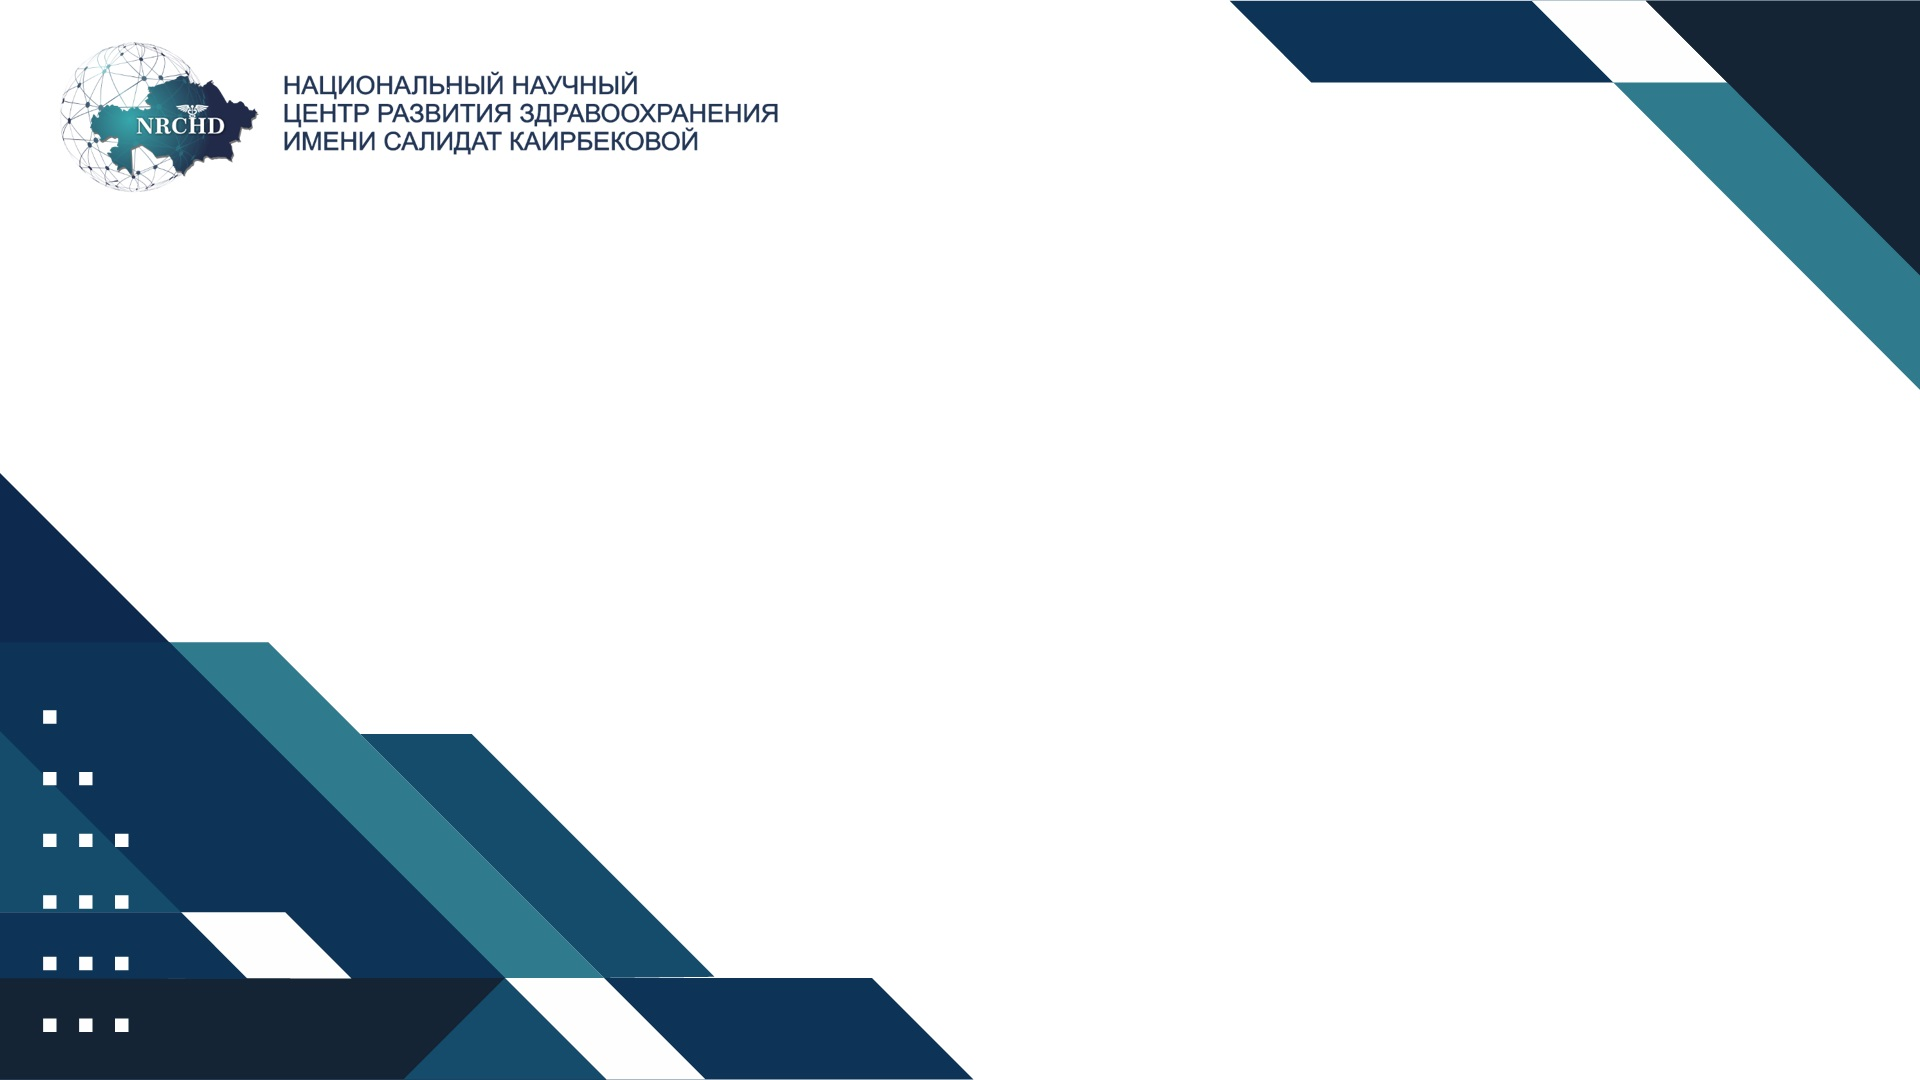 NRCHD
НАЦИОНАЛЬНЫЙ НАУЧНЫЙ
ЦЕНТР РАЗВИТИЯ ЗДРАВООХРАНЕНИЯ
ИМЕНИ САЛИДАТ КАИРБЕКОВОЙ